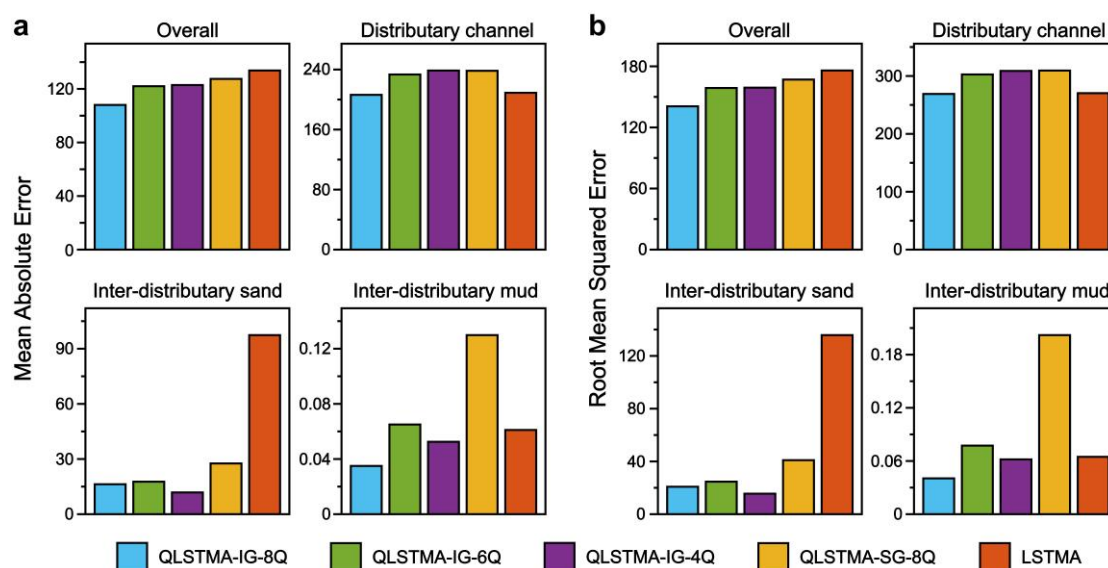 a
Overall
Distributary channel
b
Overall
Distributary channel
Mean Absolute Error
Root Mean Squared Error
120
80
40
0
240
160
80
0
180
120
60
0
300
200
100
0
Inter-distributary sand
Inter-distributary mud
Inter-distributary sand
Inter-distributary mud
90
60
30
0
0.12
0.08
0.04
0
120
80
40
0
0.18
0.12
0.06
0
QLSTMA-IG-8Q
QLSTMA-IG-6Q
QLSTMA-IG-4Q
QLSTMA-SG-8Q
LSTMA